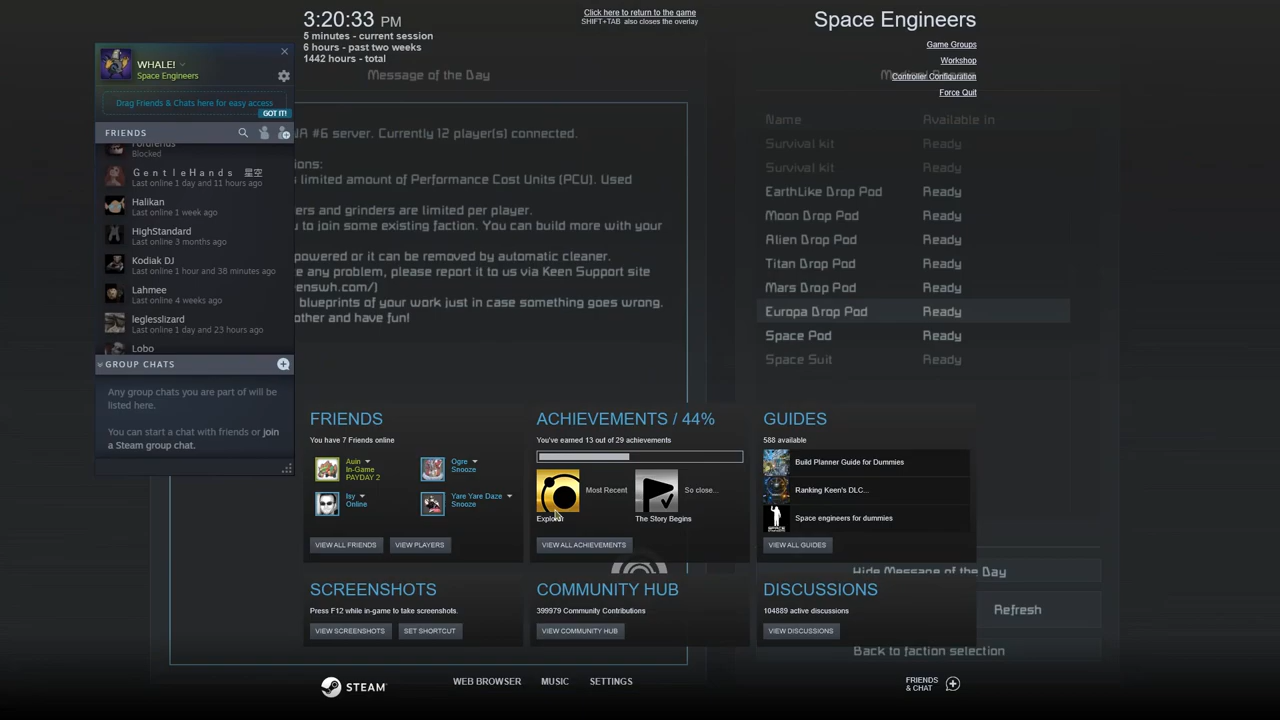 3:20:33 PM
5 minutes - current session
6 hours - past two weeks
1442 hours - total
Click here to return to the game
SHIFT+TAB also closes the overlay
Space Engineers
Game Groups
Workshop
Controller Configuration
Force Quit
WHALE!
Space Engineers
Drag Friends & Chats here for easy access
GOT IT!
FRIENDS
Blocked
GentleHands 星空
Last online 1 day and 11 hours ago
Halikan
Last online 1 week ago
HighStandard
Last online 3 months ago
Kodiak DJ
Last online 1 hour and 38 minutes ago
Lahmee
Last online 4 weeks ago
leglesslizard
Last online 1 day and 23 hours ago
Lobo
GROUP CHATS
Any group chats you are part of will be
listed here.
You can start a chat with friends or join
a Steam group chat.
Message of the Day
NA #6 server. Currently 12 player(s) connected.
ions:
s limited amount of Performance Cost Units (PCU). Used
ers and grinders are limited per player.
u to join some existing faction. You can build more with your
powered or it can be removed by automatic cleaner.
e any problem, please report it to us via Keen Support site
enswh.com/)
blueprints of your work just in case something goes wrong.
other and have fun!
Name Available in
Survival kit Ready
Survival kit Ready
EarthLike Drop Pod Ready
Moon Drop Pod Ready
Alien Drop Pod Ready
Titan Drop Pod Ready
Mars Drop Pod Ready
Europa Drop Pod Ready
Space Pod Ready
Space Suit Ready
FRIENDS
You have 7 Friends online
Auin
In-Game
PAYDAY 2
Ogre
Snooze
Isy
Online
Yare Yare Daze
Snooze
VIEW ALL FRIENDS VIEW PLAYERS
ACHIEVEMENTS / 44%
You've earned 13 out of 29 achievements
Most Recent
Explorer
So close...
The Story Begins
VIEW ALL ACHIEVEMENTS
GUIDES
588 available
Build Planner Guide for Dummies
Ranking Keen's DLC...
Space engineers for dummies
VIEW ALL GUIDES
Hide Message of the Day
Refresh
Back to faction selection
SCREENSHOTS
Press F12 while in-game to take screenshots.
VIEW SCREENSHOTS SET SHORTCUT
COMMUNITY HUB
399979 Community Contributions
VIEW COMMUNITY HUB
DISCUSSIONS
104889 active discussions
VIEW DISCUSSIONS
STEAM
WEB BROWSER MUSIC SETTINGS
FRIENDS
& CHAT